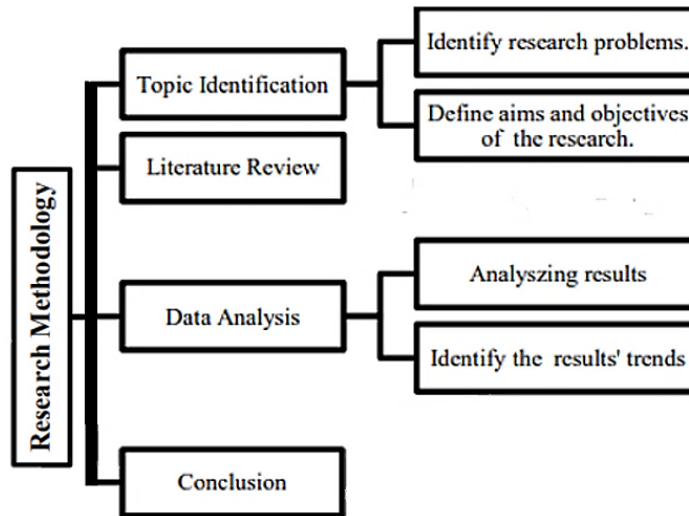 Research Methodology
Topic Identification
Identify research problems.
Define aims and objectives
of the research.
Literature Review
Data Analysis
Analyszing results
Identify the results' trends
Conclusion